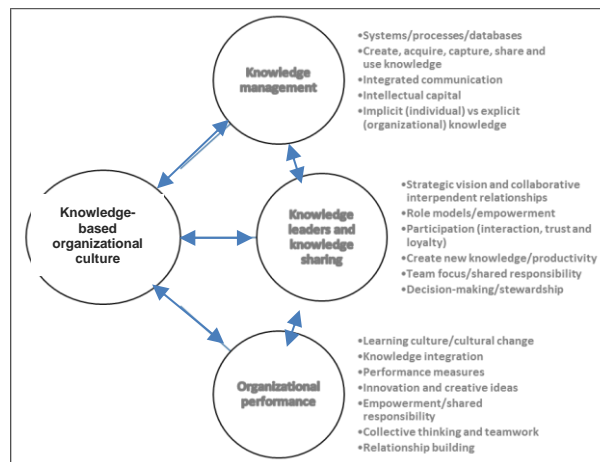 Knowledge
management
•Systems/processes/databases
•Create, acquire, capture, share and
use knowledge
•Integrated communication
•Intellectual capital
•Implicit (individual) vs explicit
(organizational) knowledge
Knowledge-
based
organizational
culture
Knowledge
leaders and
knowledge
sharing
•Strategic vision and collaborative
interpendent relationships
•Role models/empowerment
•Participation (interaction, trust and
loyalty)
•Create new knowledge/productivity
•Team focus/shared responsibility
•Decision-making/stewardship
Organizational
performance
•Learning culture/cultural change
•Knowledge integration
•Performance measures
•Innovation and creative ideas
•Empowerment/shared
responsibility
•Collective thinking and teamwork
•Relationship building